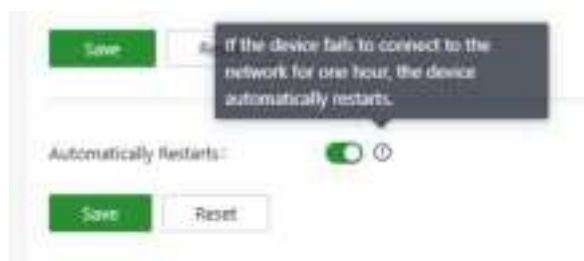 Save
If the device fails to connect to the
network for one hour, the device
automatically restarts.
Automatically Restarts:
Save
Reset